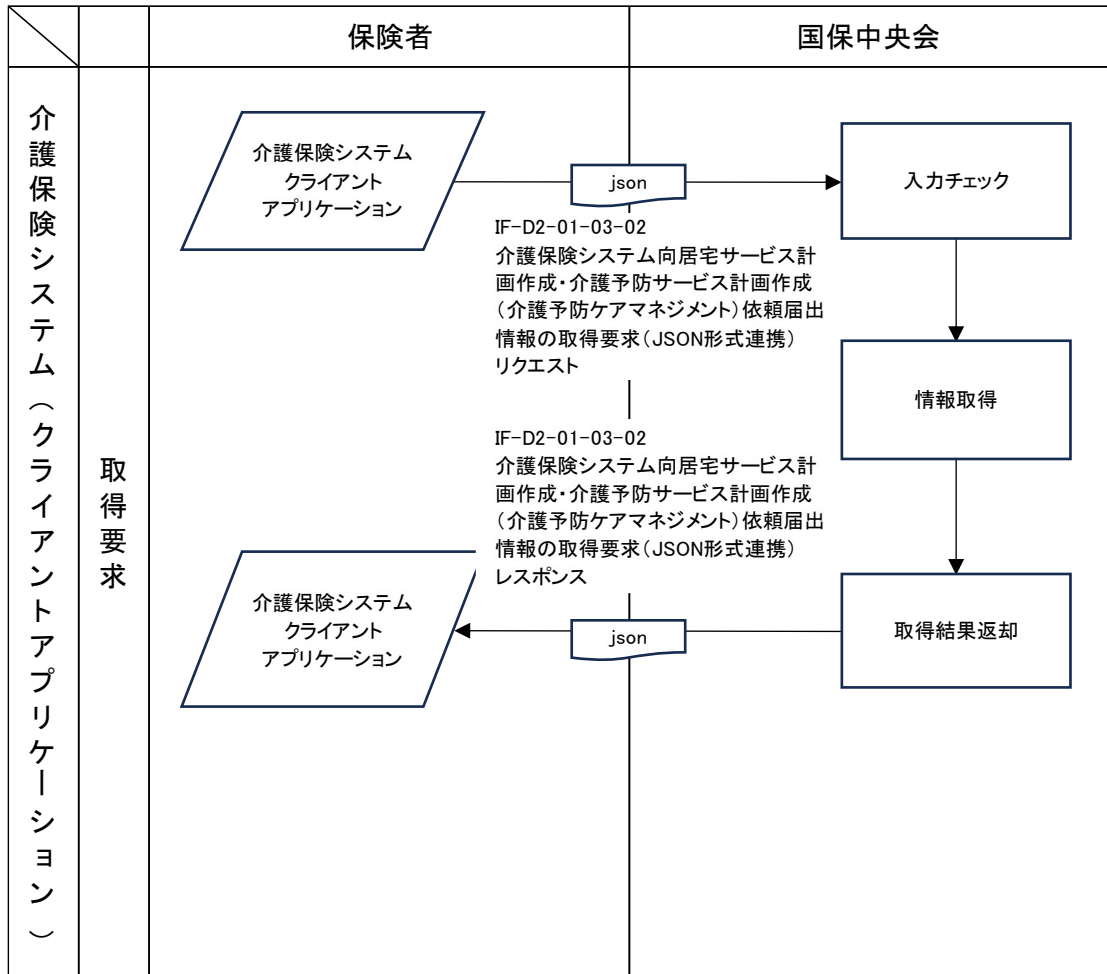 保険者
国保中央会
介護保険システム（クライアントアプリケーション）
取得要求
介護保険システム
クライアント
アプリケーション
json
入力チェック
IF-D2-01-03-02
介護保険システム向居宅サービス計
画作成・介護予防サービス計画作成
（介護予防ケアマネジメント）依頼届出
情報の取得要求（JSON形式連携）
リクエスト
情報取得
IF-D2-01-03-02
介護保険システム向居宅サービス計
画作成・介護予防サービス計画作成
（介護予防ケアマネジメント）依頼届出
情報の取得要求（JSON形式連携）
レスポンス
介護保険システム
クライアント
アプリケーション
json
取得結果返却